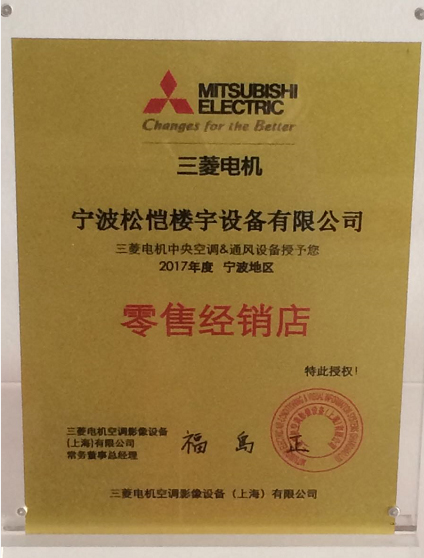 MITSUBISHI
ELECTRIC
Changes for the Better
三菱电机
宁波松恺楼宇设备有限公司
三菱电机中央空调&通风设备授予您
2017年度 宁波地区
零售经销店
特此授权!
三菱电机空调影像设备
(上海)有限公司
常务董事总经理
福島正
三菱电机空调影像设备（上海）有限公司